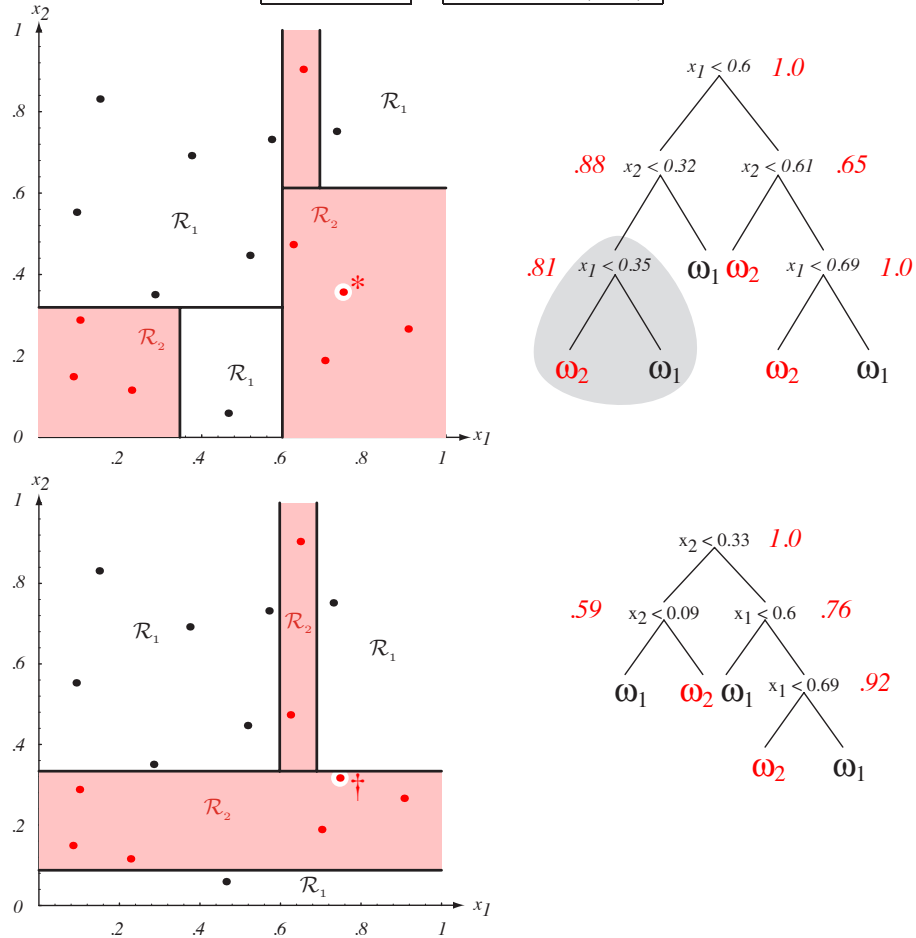 x2
1
.8
.6
.4
.2
0
.2 .4 .6 .8 1
x1
R1
R1
R2
*
R2
R1
x1 < 0.6 1.0
.88 x2 < 0.32 x2 < 0.61 .65
.81 x1 < 0.35 ω1 ω2 x1 < 0.69 1.0
ω2 ω1 ω2 ω1
x2
1
.8
.6
.4
.2
0
.2 .4 .6 .8 1
x1
R1
R2
R1
†
R2
R1
x2 < 0.33 1.0
.59 x2 < 0.09 x1 < 0.6 .76
ω1 ω2 ω1 x1 < 0.69 .92
ω2 ω1